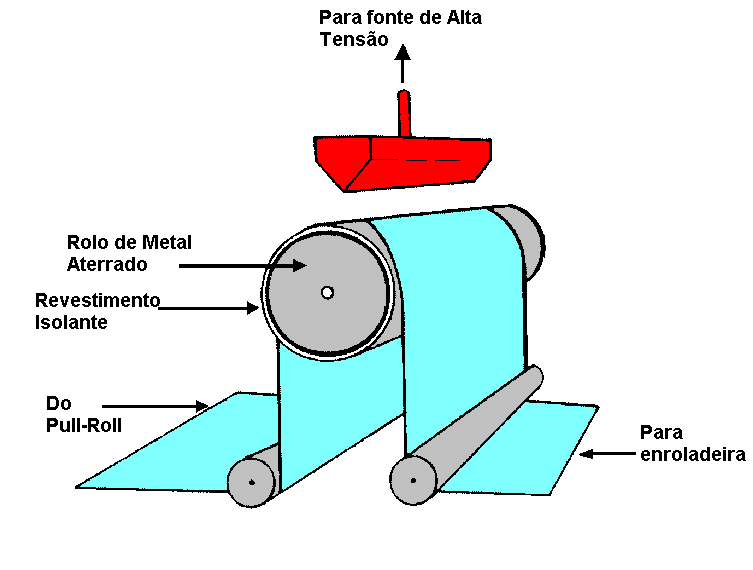 Para fonte de Alta
Tensão
Rolo de Metal
Aterrado
Revestimento
Isolante
Do
Pull-Roll
Para
enroladeira